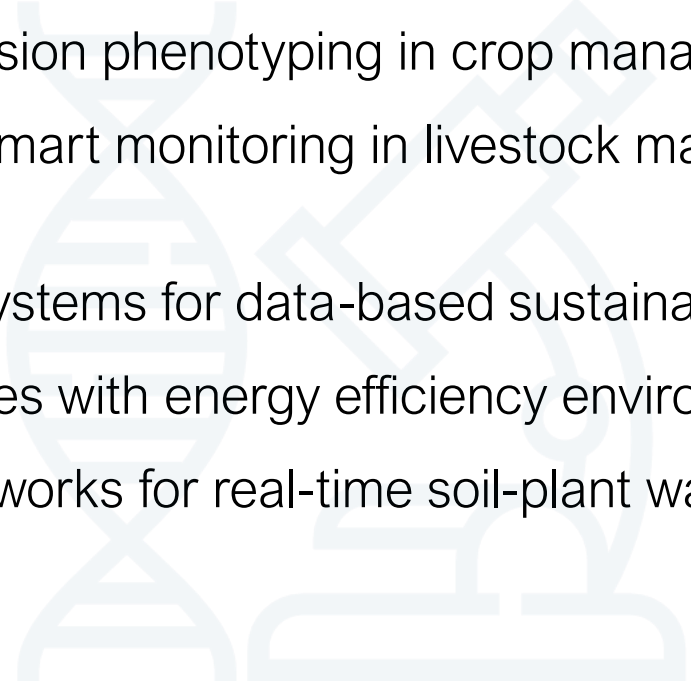 sion phenotyping in crop mana
mart monitoring in livestock ma
ystems for data-based sustaina
es with energy efficiency enviro
works for real-time soil-plant wa